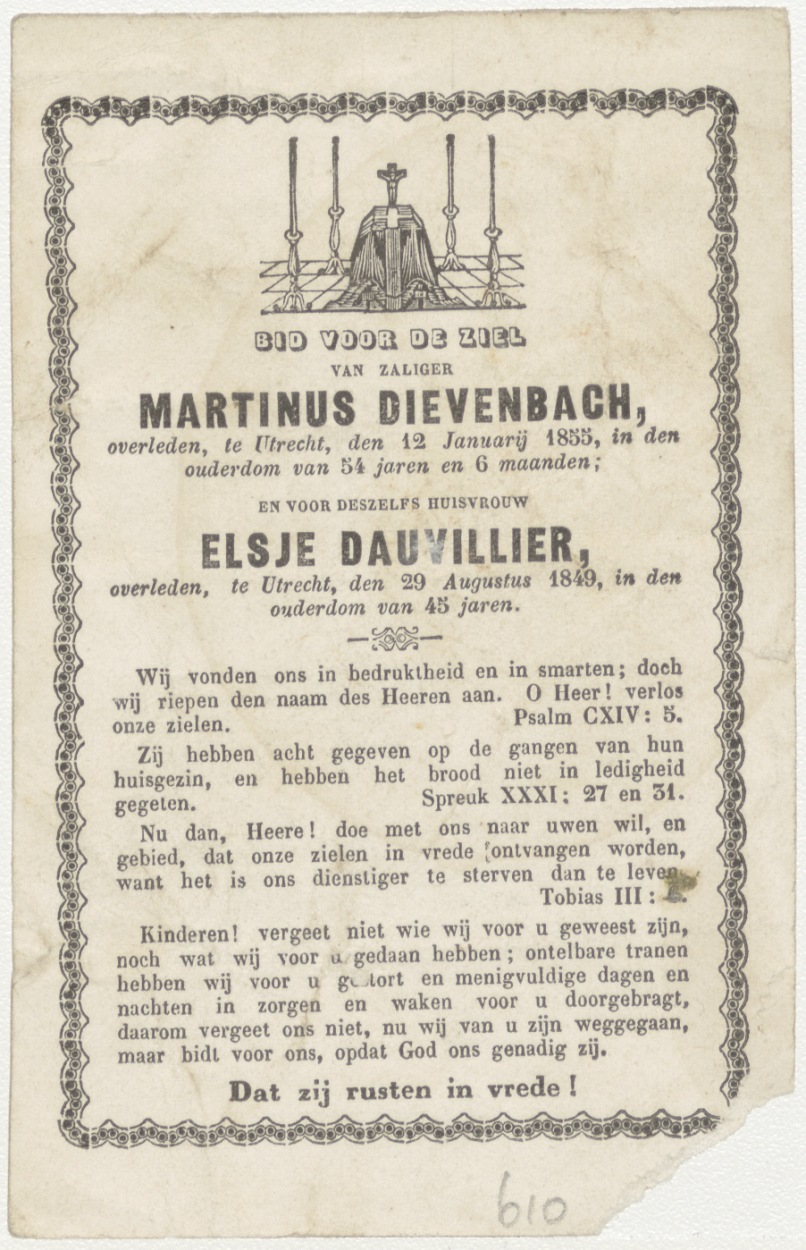 BID VOOR DE ZIEL
VAN ZALIGER
MARTINUS DIEVENBACH,
overleden, te Utrecht, den 12 Januarij 1855, in den
ouderdom van 54 jaren en 6 maanden;
EN VOOR DESZELFS HUISVROUW
ELSJE DAUVILLIER,
overleden, te Utrecht, den 29 Augustus 1849, in den
ouderdom van 45 jaren.
Wij vonden ons in bedruktheid en in smarten; doch
wij riepen den naam des Heeren aan. O Heer! verlos
onze zielen. Psalm CXIV: 5.
Zij hebben acht gegeven op de gangen van hun
huisgezin, en hebben het brood niet in ledigheid
gegeten. Spreuk XXXI: 27 en 31.
Nu dan, Heere! doe met ons naar uwen wil, en
gebied, dat onze zielen in vrede ontvangen worden,
want het is ons dienstiger te sterven dan te leven
Tobias III:
Kinderen! vergeet niet wie wij voor u geweest zijn,
noch wat wij voor u gedaan hebben; ontelbare tranen
hebben wij voor u gestort en menigvuldige dagen en
nachten in zorgen en waken voor u doorgebragt,
daarom vergeet ons niet, nu wij van u zijn weggegaan,
maar bidt voor ons, opdat God ons genadig zij.
Dat zij rusten in vrede!
610